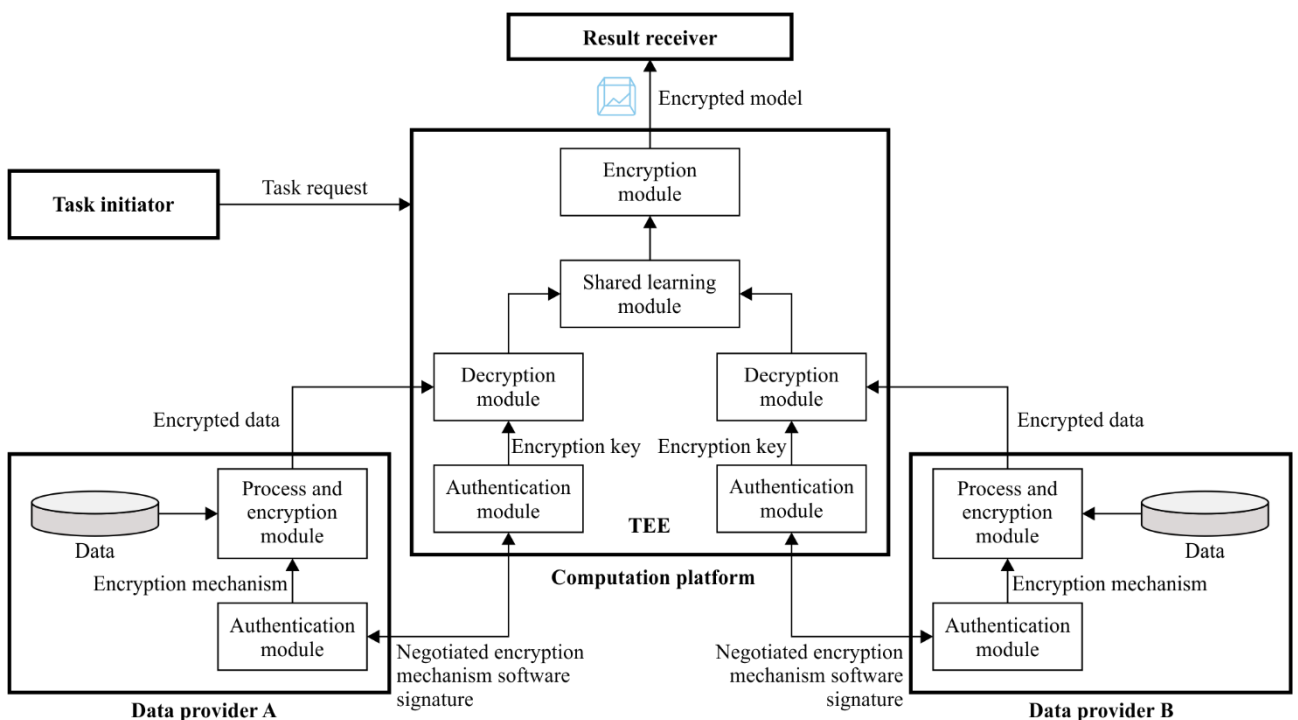 Result receiver
Encrypted model
Encryption
module
Task request
Task initiator
Shared learning
module
Decryption
module
Decryption
module
Encrypted data
Encrypted data
Encryption key
Encryption key
Process and
encryption
module
Authentication
module
Authentication
module
Process and
encryption
module
TEE
Data
Data
Computation platform
Encryption mechanism
Encryption mechanism
Authentication
module
Authentication
module
Negotiated encryption
mechanism software
signature
Negotiated encryption
mechanism software
signature
Data provider A
Data provider B